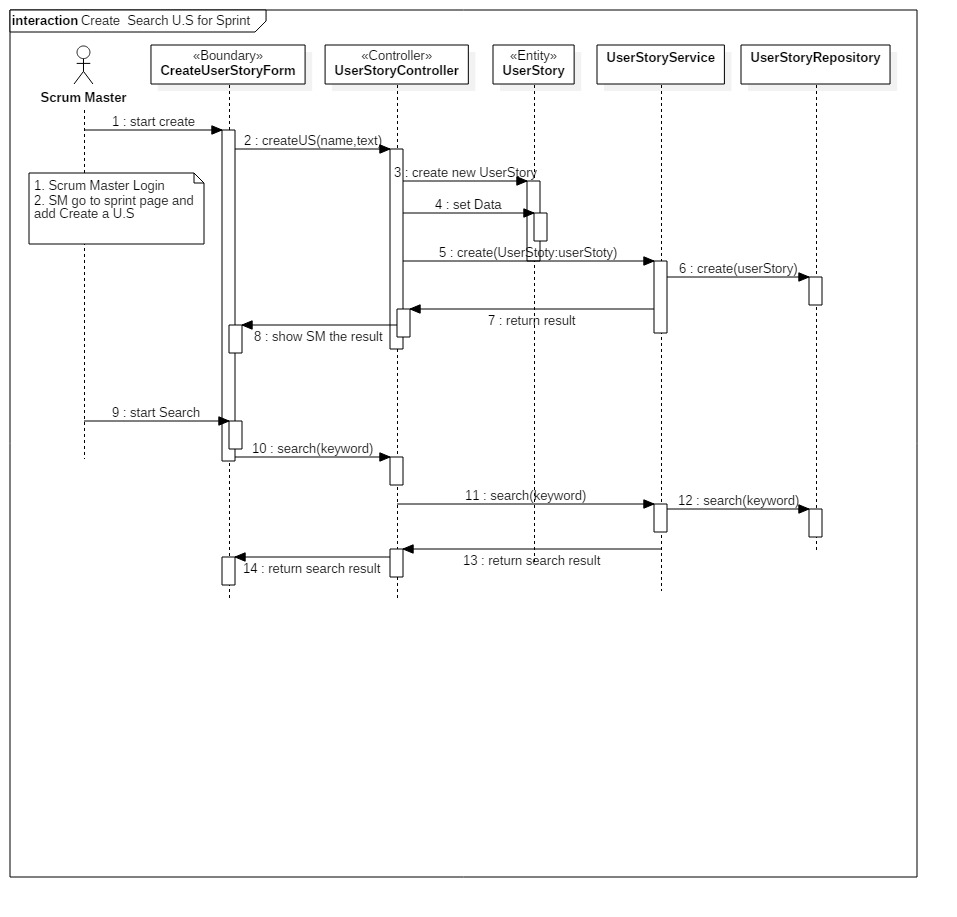 interaction Create  Search U.S for Sprint
«Boundary»
CreateUserStoryForm
«Controller»
UserStoryController
«Entity»
UserStory
UserStoryService
UserStoryRepository
Scrum Master
1 : start create
2 : createUS(name,text)
3 : create new UserStory
1. Scrum Master Login
2. SM go to sprint page and
add Create a U.S
4 : set Data
5 : create(UserStoty:userStoty)
6 : create(userStory)
7 : return result
8 : show SM the result
9 : start Search
10 : search(keyword)
11 : search(keyword)
12 : search(keyword)
13 : return search result
14 : return search result